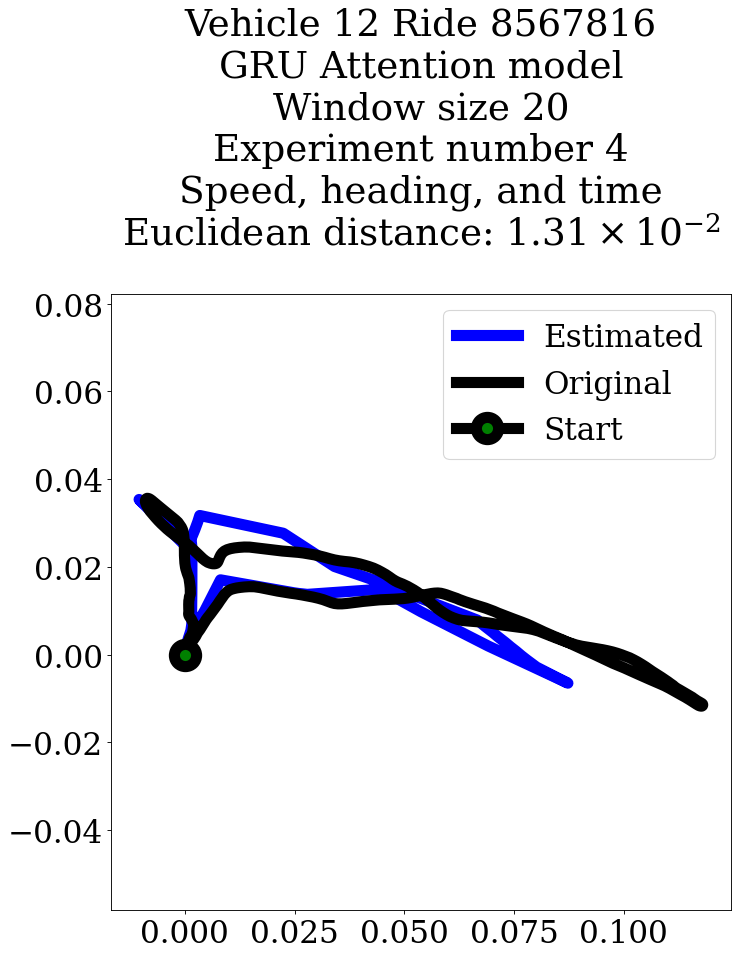 Vehicle 12 Ride 8567816
GRU Attention model
Window size 20
Experiment number 4
Speed, heading, and time
Euclidean distance: 1.31 × 10⁻²
Estimated
Original
Start
0.08
0.06
0.04
0.02
0.00
−0.02
−0.04
0.000 0.025 0.050 0.075 0.100